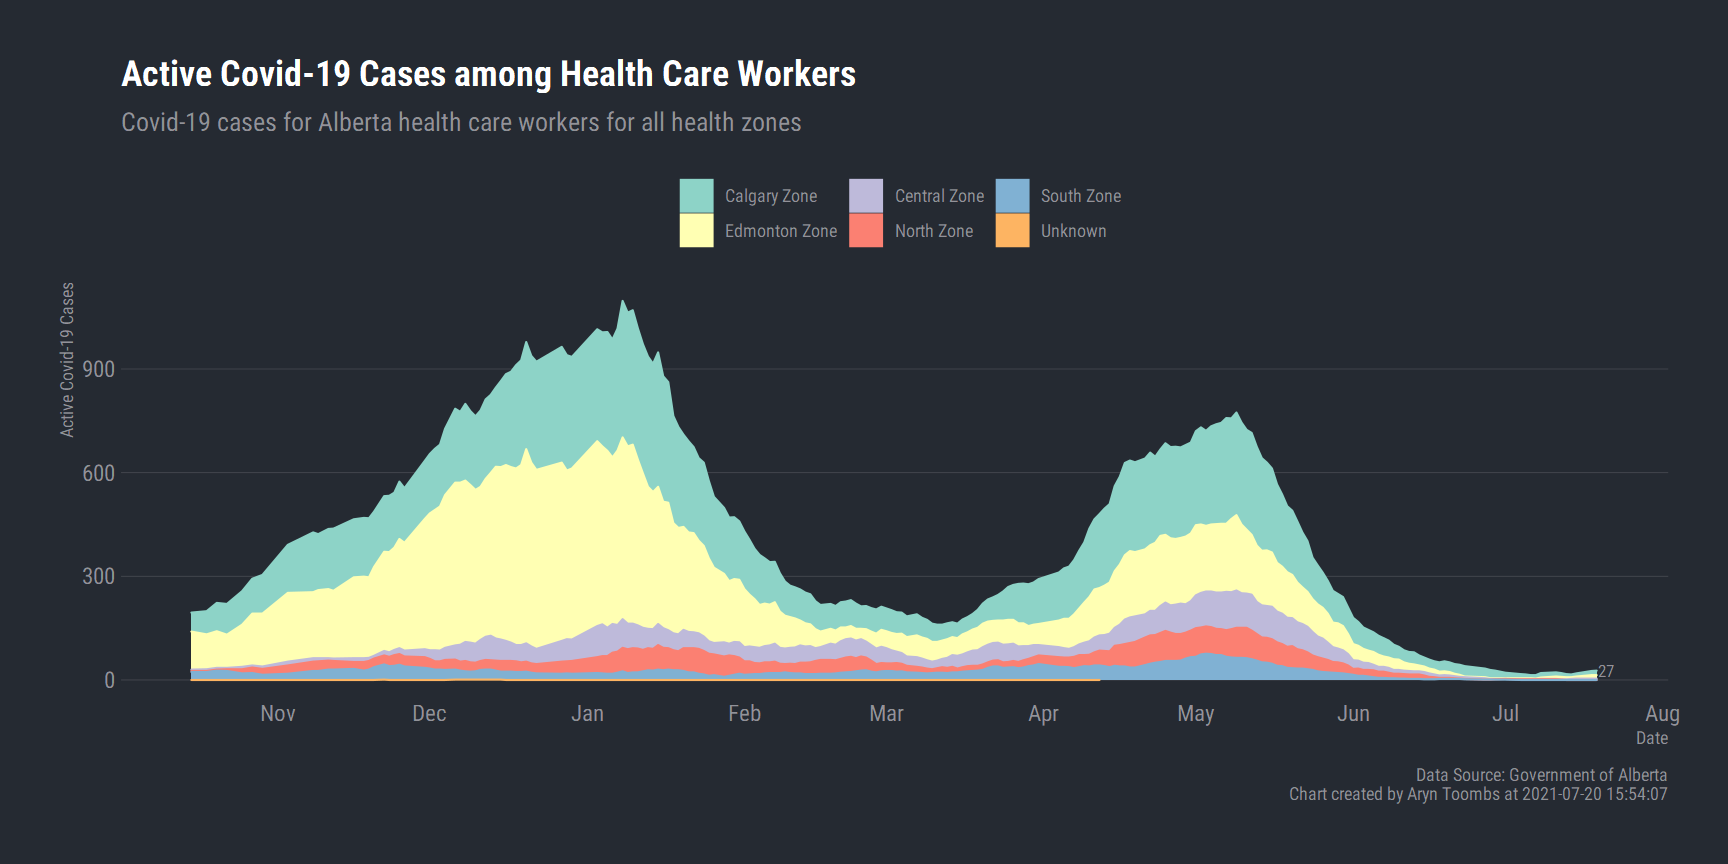 Active Covid-19 Cases among Health Care Workers
Covid-19 cases for Alberta health care workers for all health zones
Calgary Zone
Central Zone
South Zone
Edmonton Zone
North Zone
Unknown
Active Covid-19 Cases
900
600
300
0
27
Nov
Dec
Jan
Feb
Mar
Apr
May
Jun
Jul
Aug
Date
Data Source: Government of Alberta
Chart created by Aryn Toombs at 2021-07-20 15:54:07